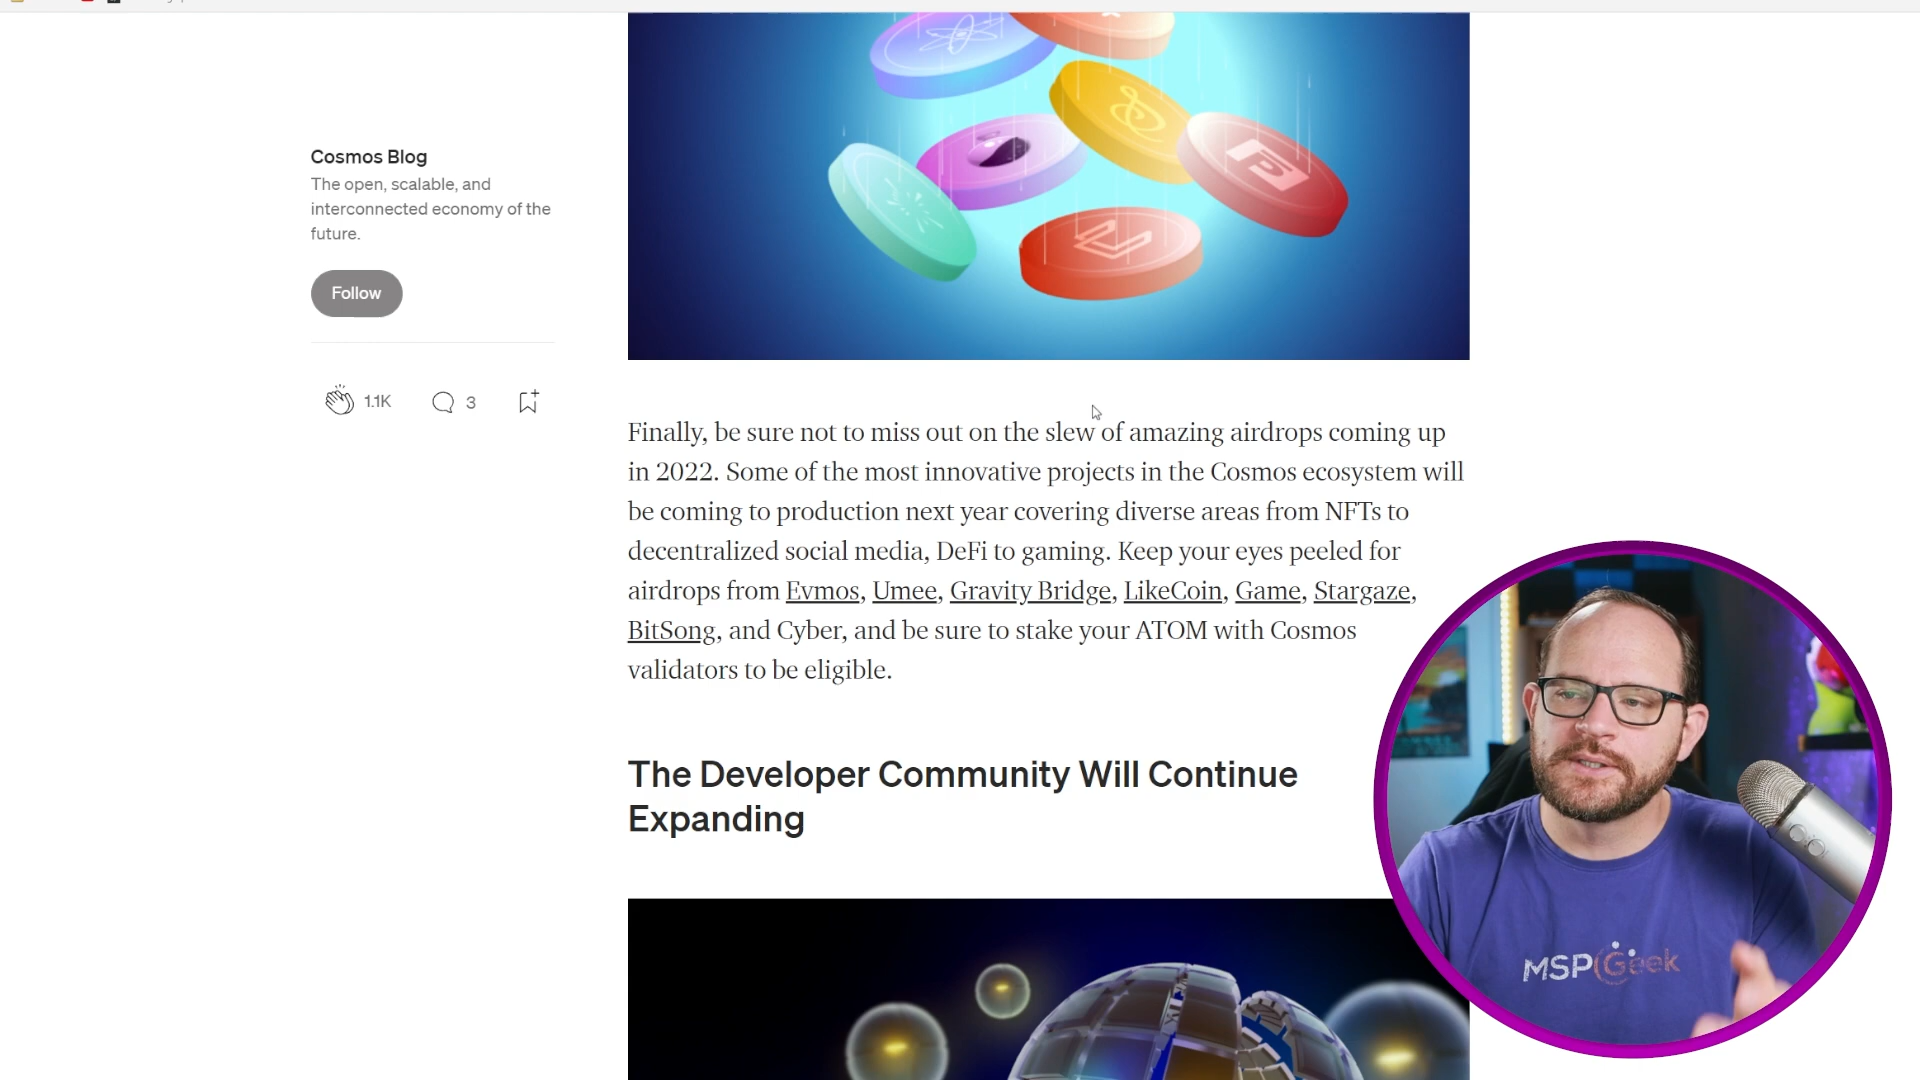 Cosmos Blog
The open, scalable, and
interconnected economy of the
future.
Follow
1.1K
3
Finally, be sure not to miss out on the slew of amazing airdrops coming up
in 2022. Some of the most innovative projects in the Cosmos ecosystem will
be coming to production next year covering diverse areas from NFTs to
decentralized social media, DeFi to gaming. Keep your eyes peeled for
airdrops from Evmos, Umee, Gravity Bridge, LikeCoin, Game, Stargaze,
BitSong, and Cyber, and be sure to stake your ATOM with Cosmos
validators to be eligible.
The Developer Community Will Continue
Expanding
MSPGeek